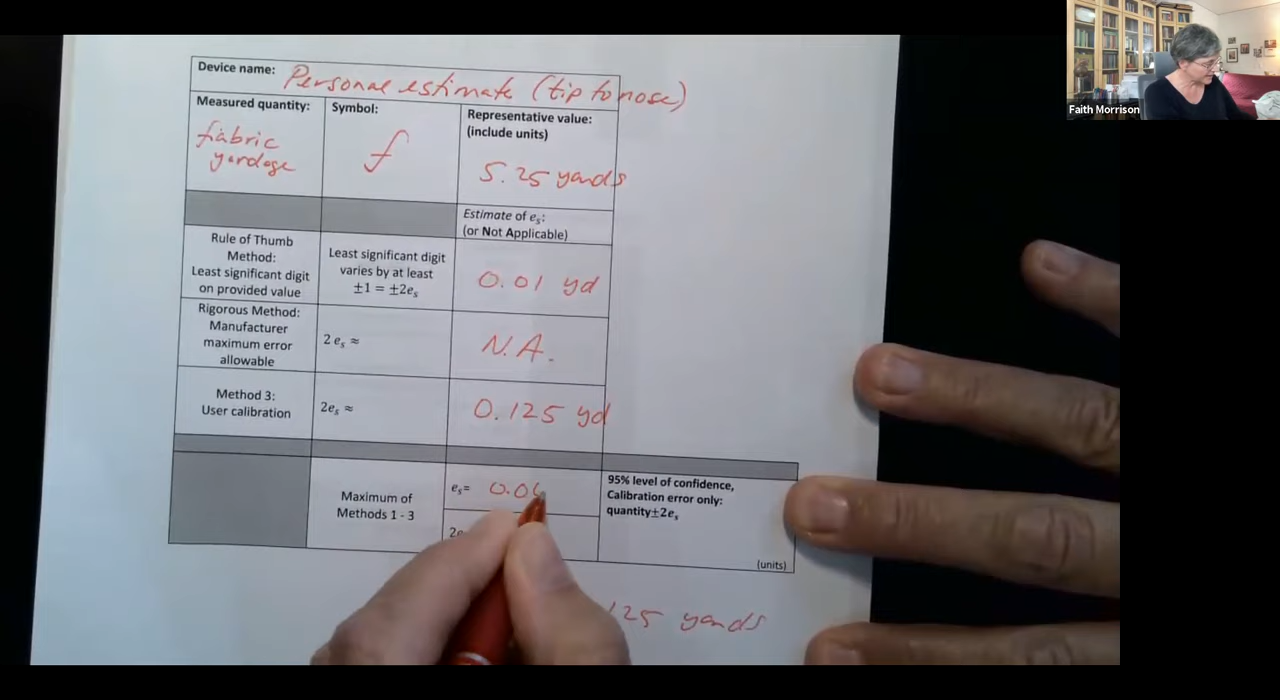 Faith Morrison
Device name: Personal estimate (tip to nose)
Measured quantity:
fabric
yardage
Symbol:
f
Representative value:
(include units)
5.25 yards
Estimate of es:
(or Not Applicable)
Rule of Thumb
Method:
Least significant digit
on provided value
Least significant digit
varies by at least
±1 = ±2es
0.01 yd
Rigorous Method:
Manufacturer
maximum error
allowable
2 es ≈
N.A.
Method 3:
User calibration
2es ≈
0.125 yd
Maximum of
Methods 1 - 3
es= 0.06
95% level of confidence,
Calibration error only:
quantity±2es
(units)
125 yards